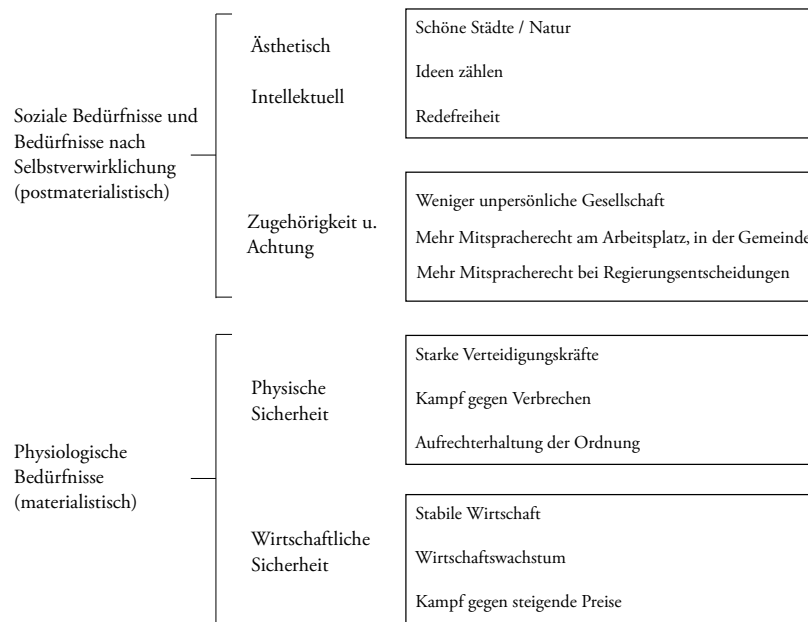 Soziale Bedürfnisse und
Bedürfnisse nach
Selbstverwirklichung
(postmaterialistisch)
Ästhetisch
Intellektuell
Schöne Städte / Natur
Ideen zählen
Redefreiheit
Zugehörigkeit u.
Achtung
Weniger unpersönliche Gesellschaft
Mehr Mitspracherecht am Arbeitsplatz, in der Gemeinde
Mehr Mitspracherecht bei Regierungsentscheidungen
Physiologische
Bedürfnisse
(materialistisch)
Physische
Sicherheit
Starke Verteidigungskräfte
Kampf gegen Verbrechen
Aufrechterhaltung der Ordnung
Wirtschaftliche
Sicherheit
Stabile Wirtschaft
Wirtschaftswachstum
Kampf gegen steigende Preise